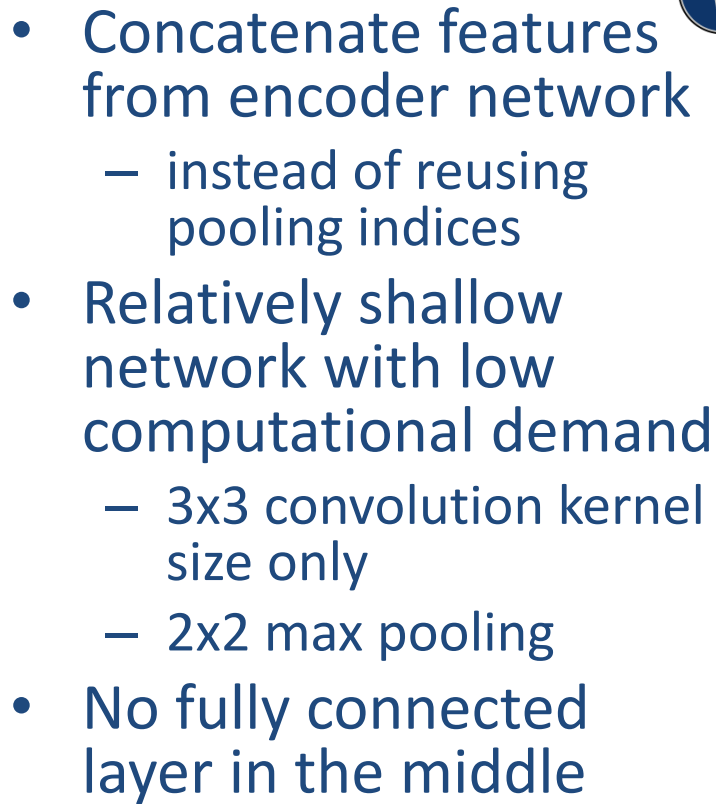 • Concatenate features
from encoder network
– instead of reusing
pooling indices
• Relatively shallow
network with low
computational demand
– 3x3 convolution kernel
size only
– 2x2 max pooling
• No fully connected
layer in the middle